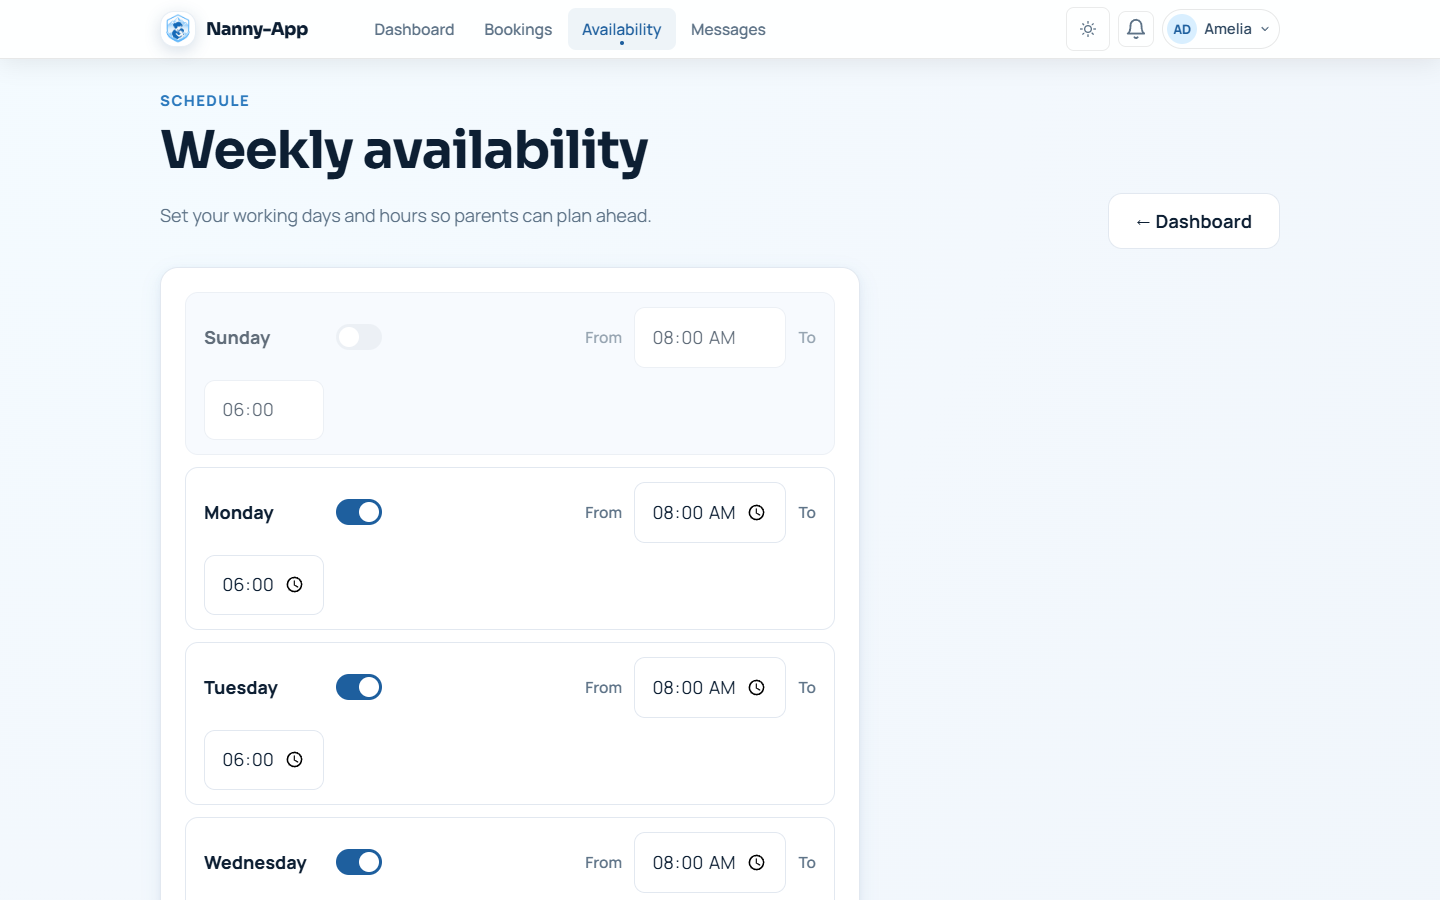 Nanny-App
Dashboard Bookings Availability Messages
AD Amelia
SCHEDULE
Weekly availability
Set your working days and hours so parents can plan ahead.
← Dashboard
Sunday From 08:00 AM To
06:00
Monday From 08:00 AM To
06:00
Tuesday From 08:00 AM To
06:00
Wednesday From 08:00 AM To